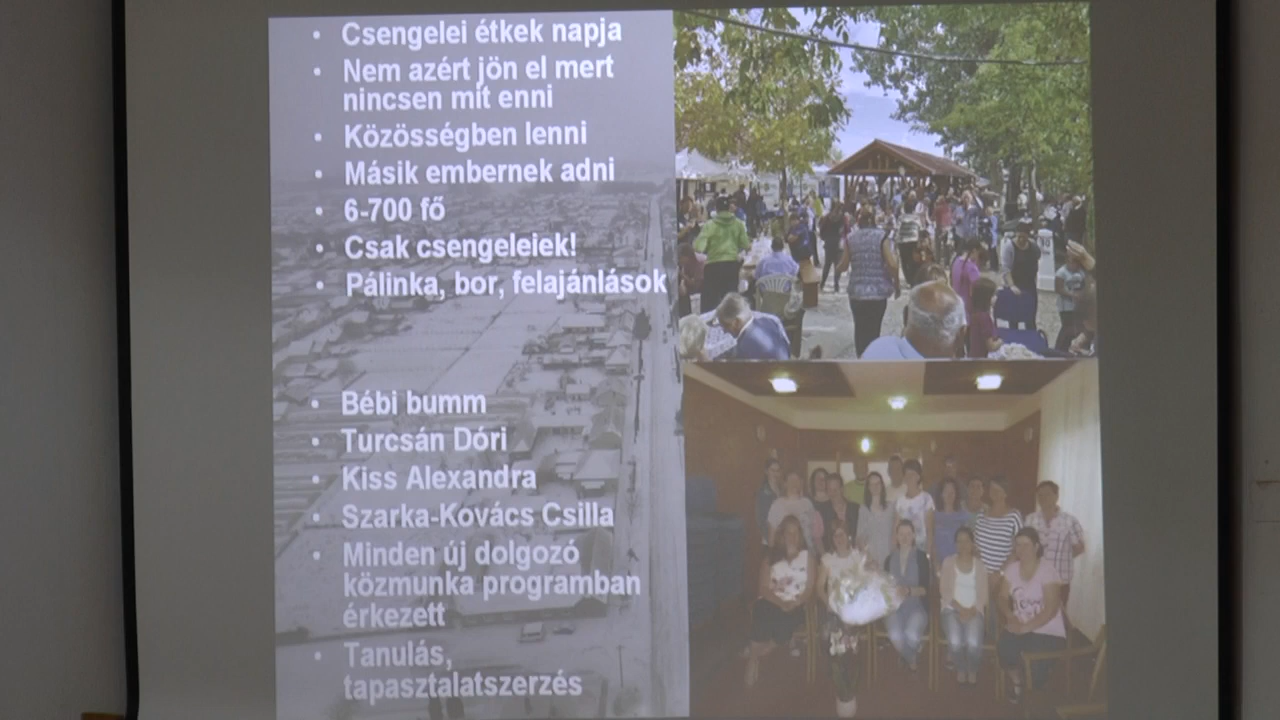 • Csengelei étkek napja
• Nem azért jön el mert
nincsen mit enni
• Közösségben lenni
• Másik embernek adni
• 6-700 fő
• Csak csengeleiek!
• Pálinka, bor, felajánlások
• Bébi bumm
• Turcsán Dóri
• Kiss Alexandra
• Szarka-Kovács Csilla
• Minden új dolgozó
közmunka programban
érkezett
• Tanulás,
tapasztalatszerzés